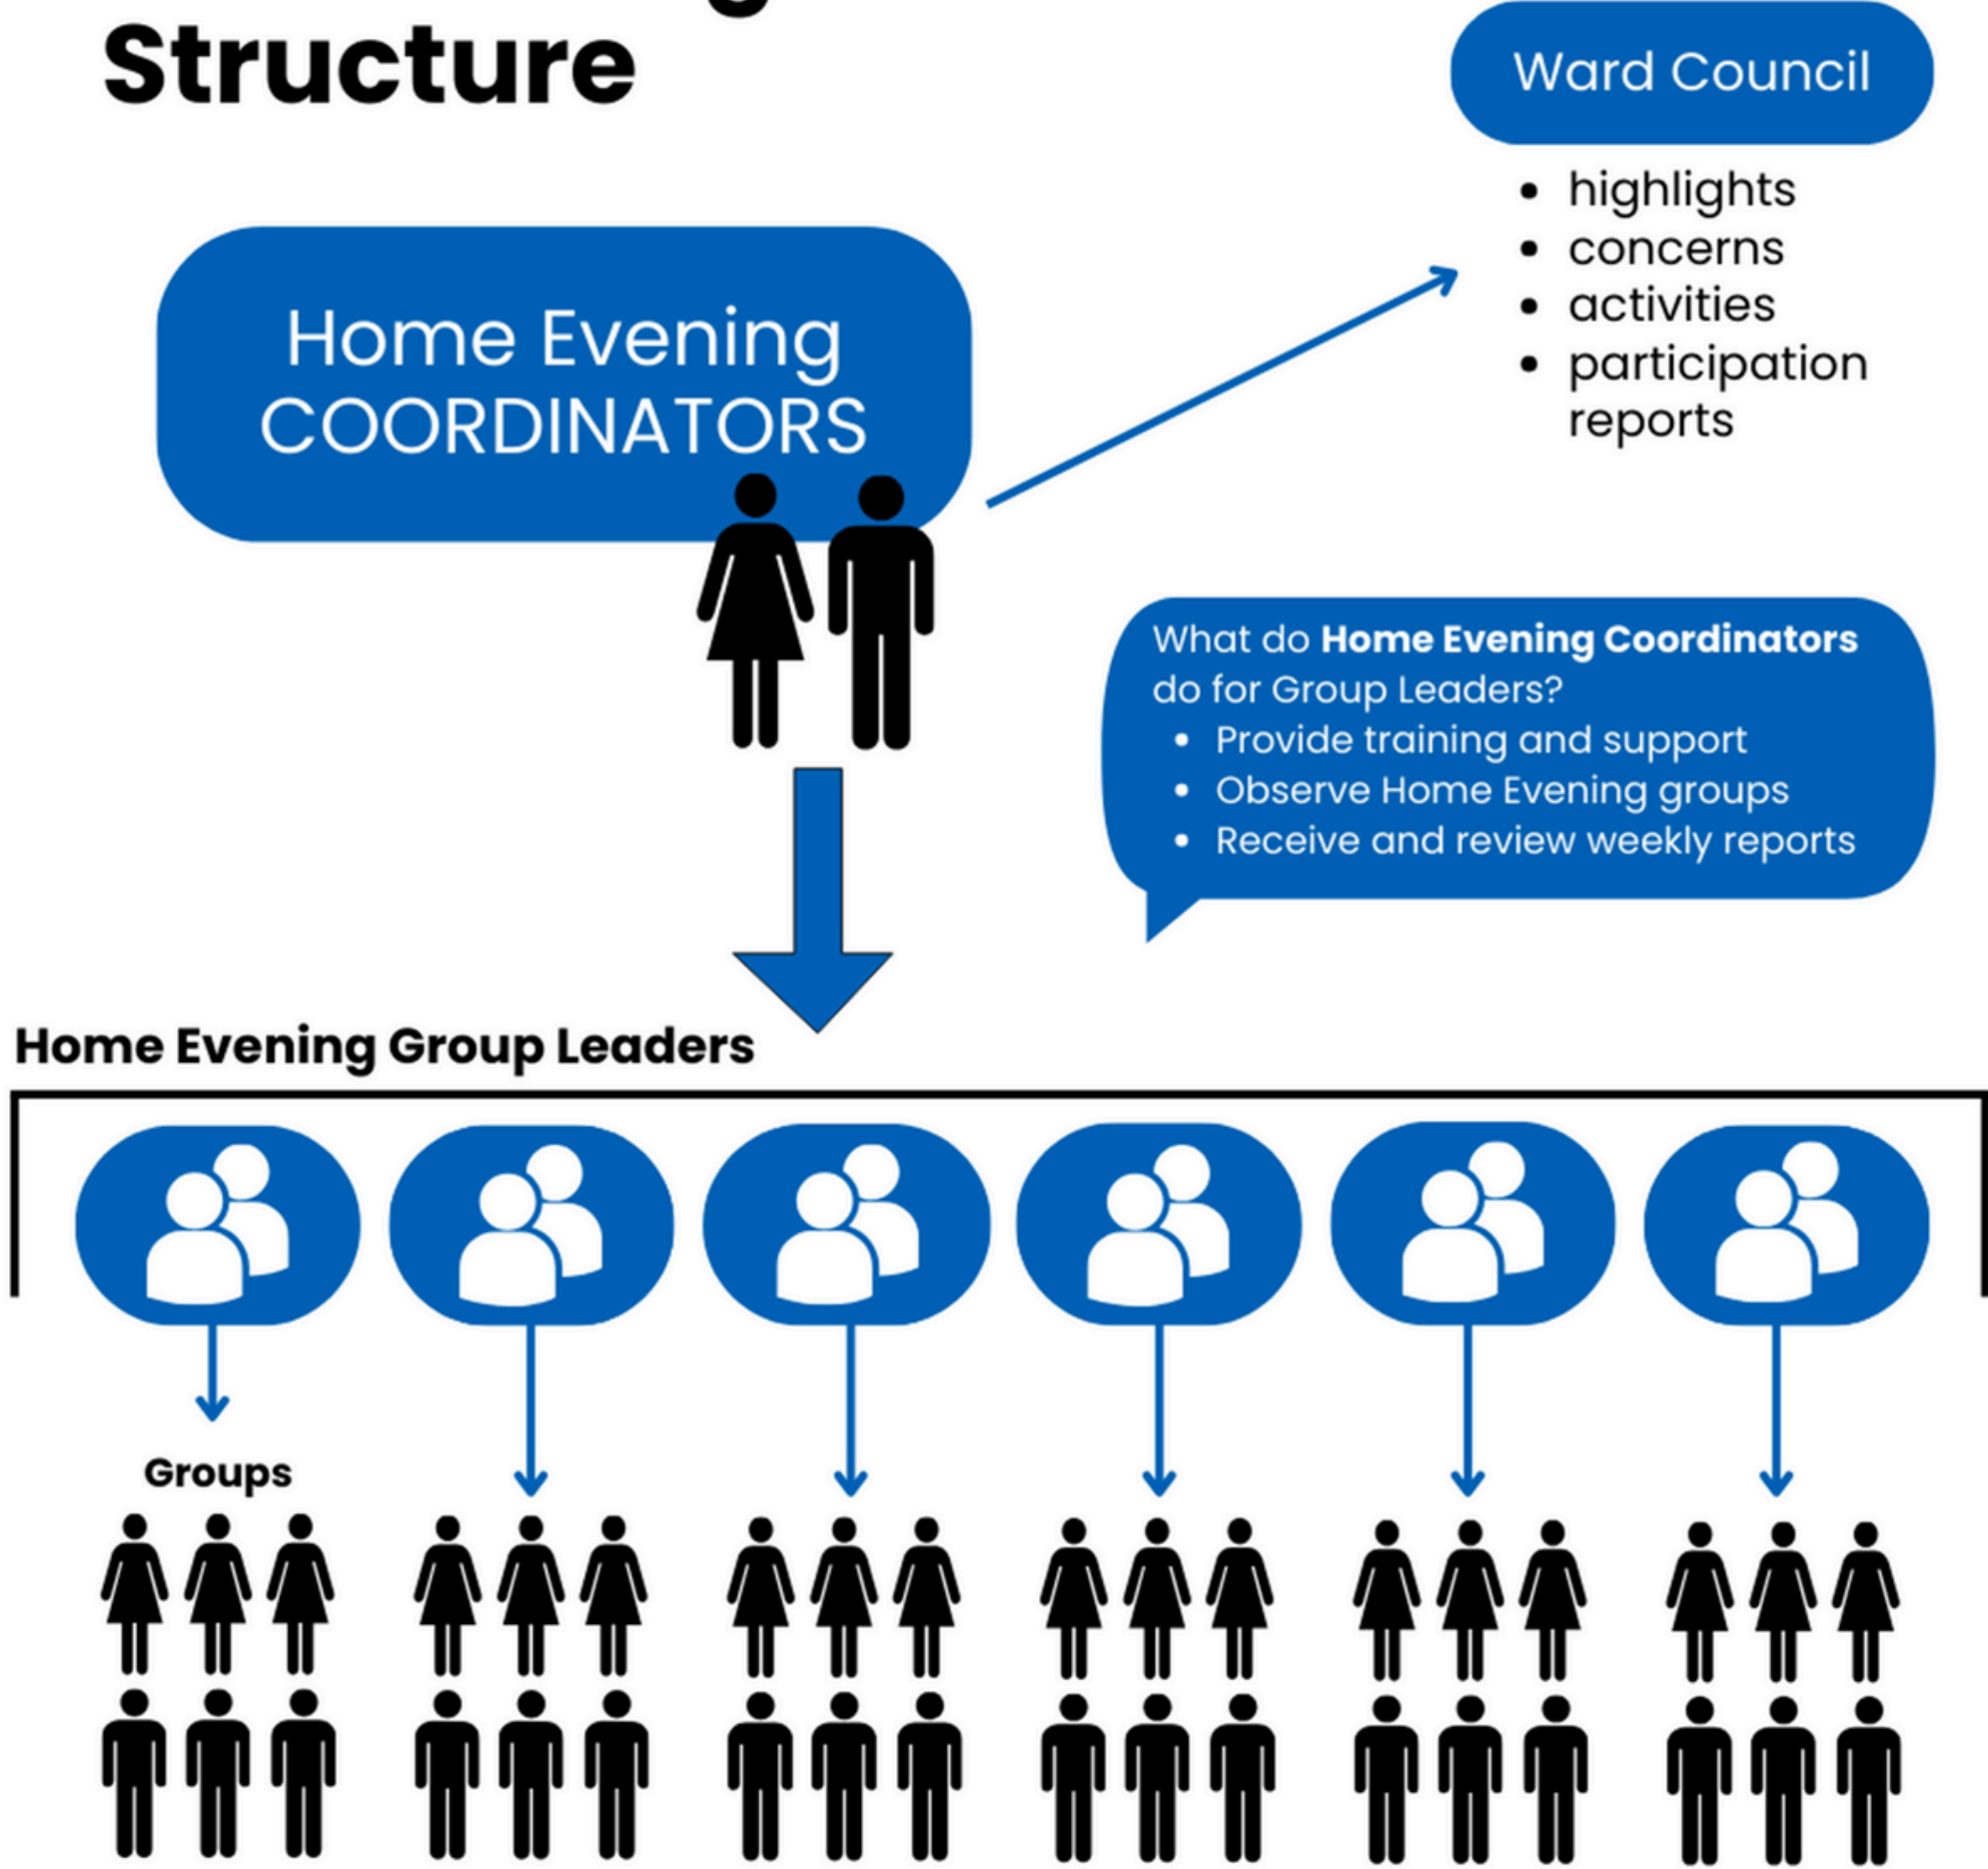 Structure
Ward Council
• highlights
• concerns
• activities
• participation
reports
Home Evening
COORDINATORS
What do Home Evening Coordinators
do for Group Leaders?
• Provide training and support
• Observe Home Evening groups
• Receive and review weekly reports
Home Evening Group Leaders
Groups